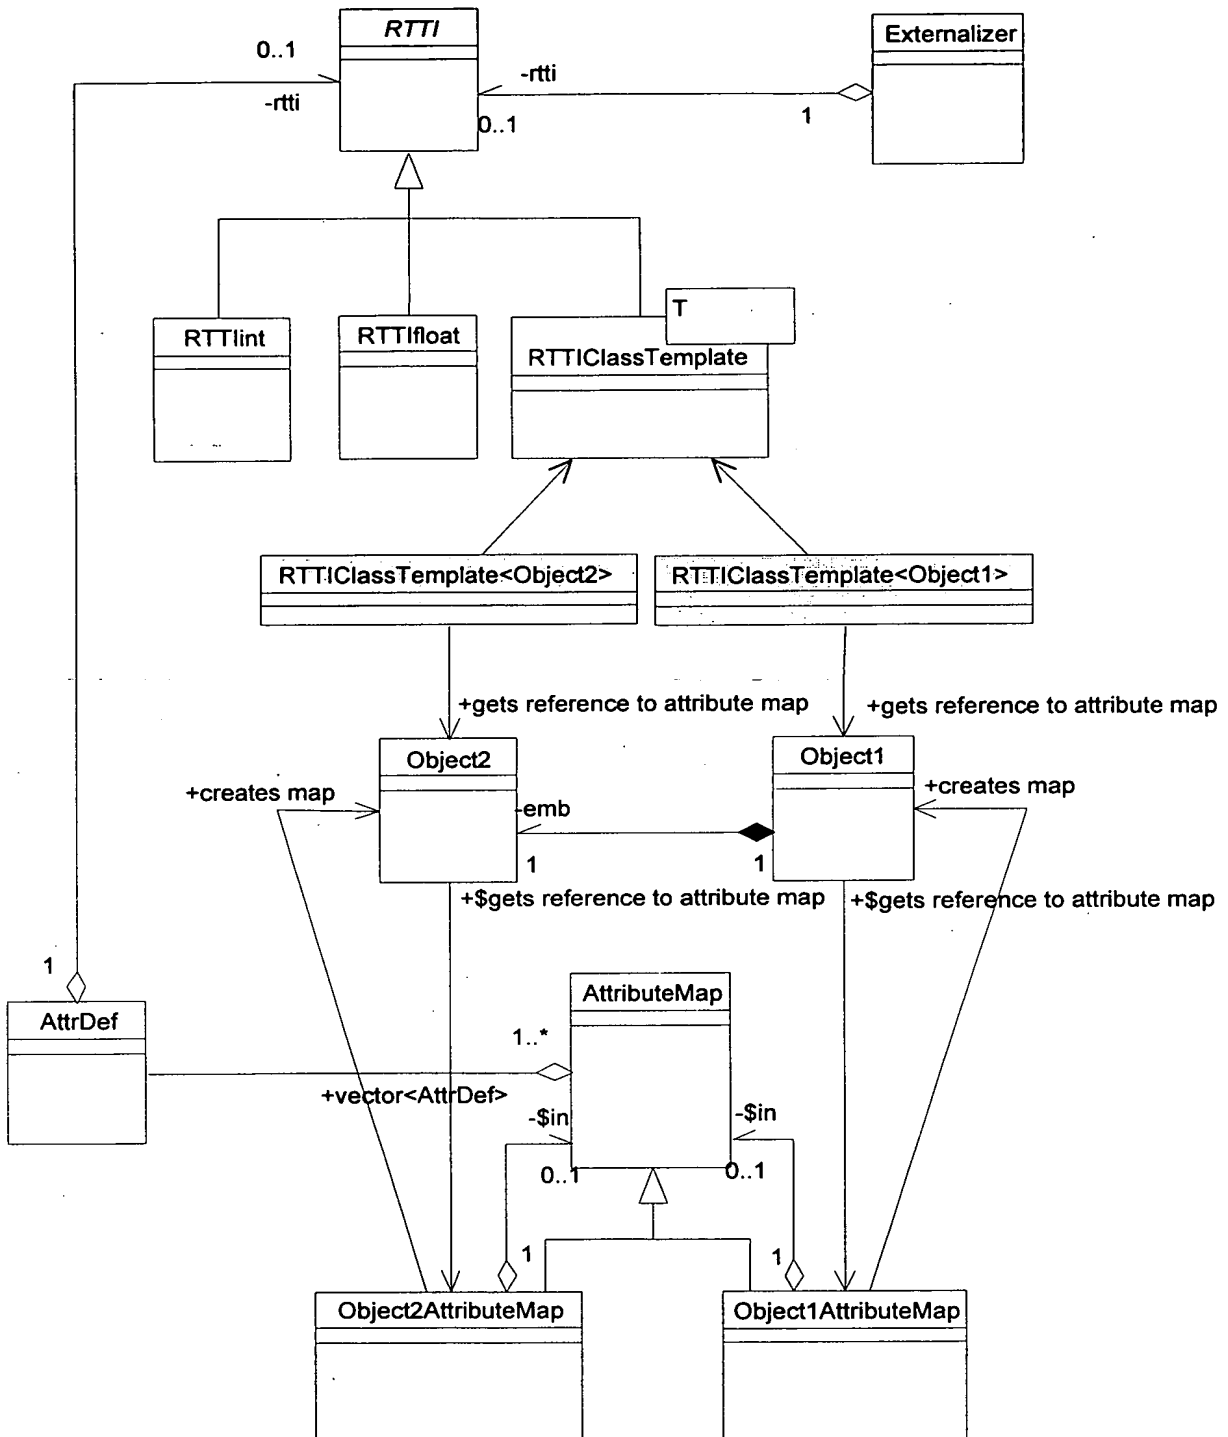 RTTI
Externalizer
0..1
-rtti
-rtti
0..1
1
T
RTTIint
RTTIfloat
RTTIClassTemplate
RTTIClassTemplate<Object2>
RTTIClassTemplate<Object1>
+gets reference to attribute map
+gets reference to attribute map
Object2
Object1
+creates map
+creates map
-emb
1
1
+$gets reference to attribute map
+$gets reference to attribute map
1
AttributeMap
AttrDef
1..*
+vector<AttrDef>
-$in
-$in
0..1
0..1
1
1
Object2AttributeMap
Object1AttributeMap